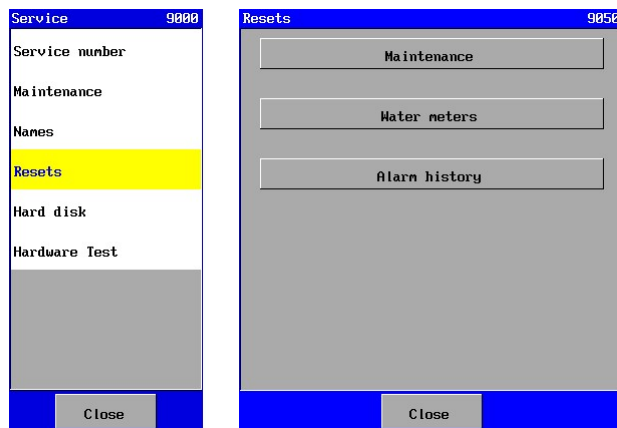 Service 9000
Service number
Maintenance
Names
Resets
Hard disk
Hardware Test
Close
Resets 9050
Maintenance
Water meters
Alarm history
Close